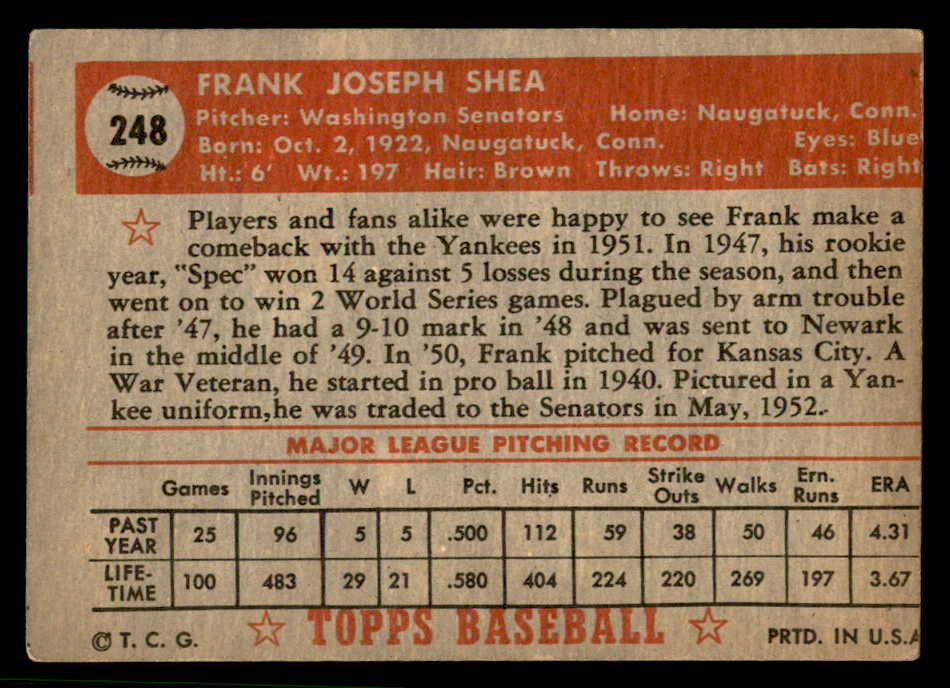 248
FRANK JOSEPH SHEA
Pitcher: Washington Senators Home: Naugatuck, Conn.
Born: Oct. 2, 1922, Naugatuck, Conn. Eyes: Blue
Ht.: 6' Wt.: 197 Hair: Brown Throws: Right Bats: Right
Players and fans alike were happy to see Frank make a
comeback with the Yankees in 1951. In 1947, his rookie
year, "Spec" won 14 against 5 losses during the season, and then
went on to win 2 World Series games. Plagued by arm trouble
after '47, he had a 9-10 mark in '48 and was sent to Newark
in the middle of '49. In '50, Frank pitched for Kansas City. A
War Veteran, he started in pro ball in 1940. Pictured in a Yan-
kee uniform,he was traded to the Senators in May, 1952.
MAJOR LEAGUE PITCHING RECORD
Games Innings Pitched W L Pct. Hits Runs Strike Outs Walks Ern. Runs ERA
PAST YEAR 25 96 5 5 .500 112 59 38 50 46 4.31
LIFE-TIME 100 483 29 21 .580 404 224 220 269 197 3.67
© T. C. G. TOPPS BASEBALL PRTD. IN U.S.A